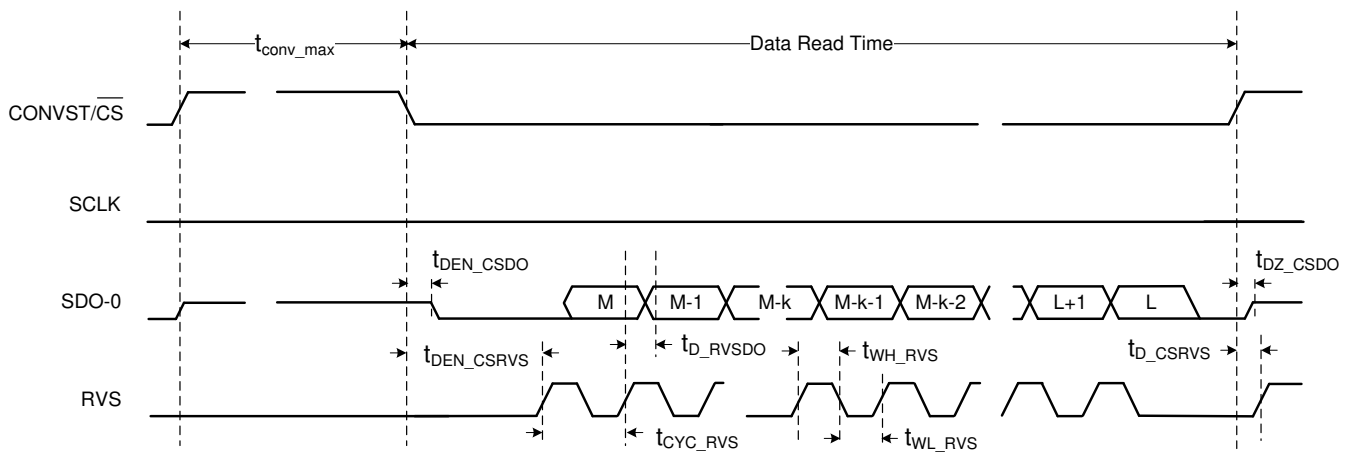 tconv_max
Data Read Time
CONVST/CS
SCLK
tDEN_CSDO
tDZ_CSDO
SDO-0
M
M-1
M-k
M-k-1
M-k-2
L+1
L
tDEN_CSRVS
tD_RVSDO
tWH_RVS
tD_CSRVS
RVS
tCYC_RVS
tWL_RVS